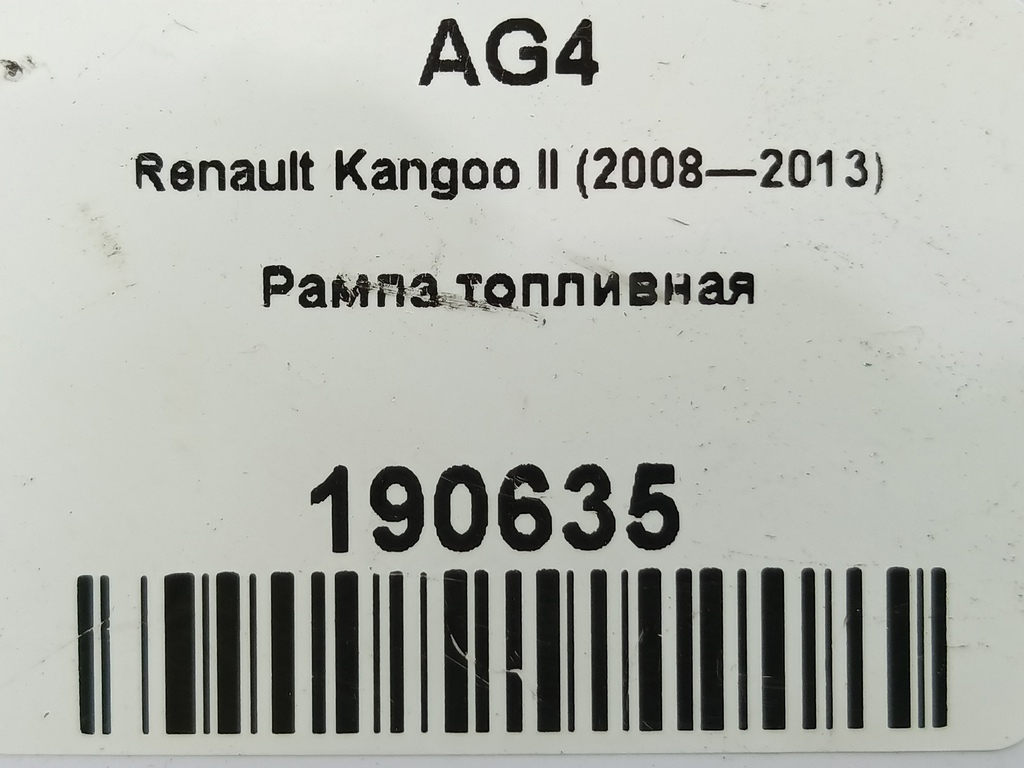 AG4
Renault Kangoo II (2008—2013)
Рампа топливная
190635